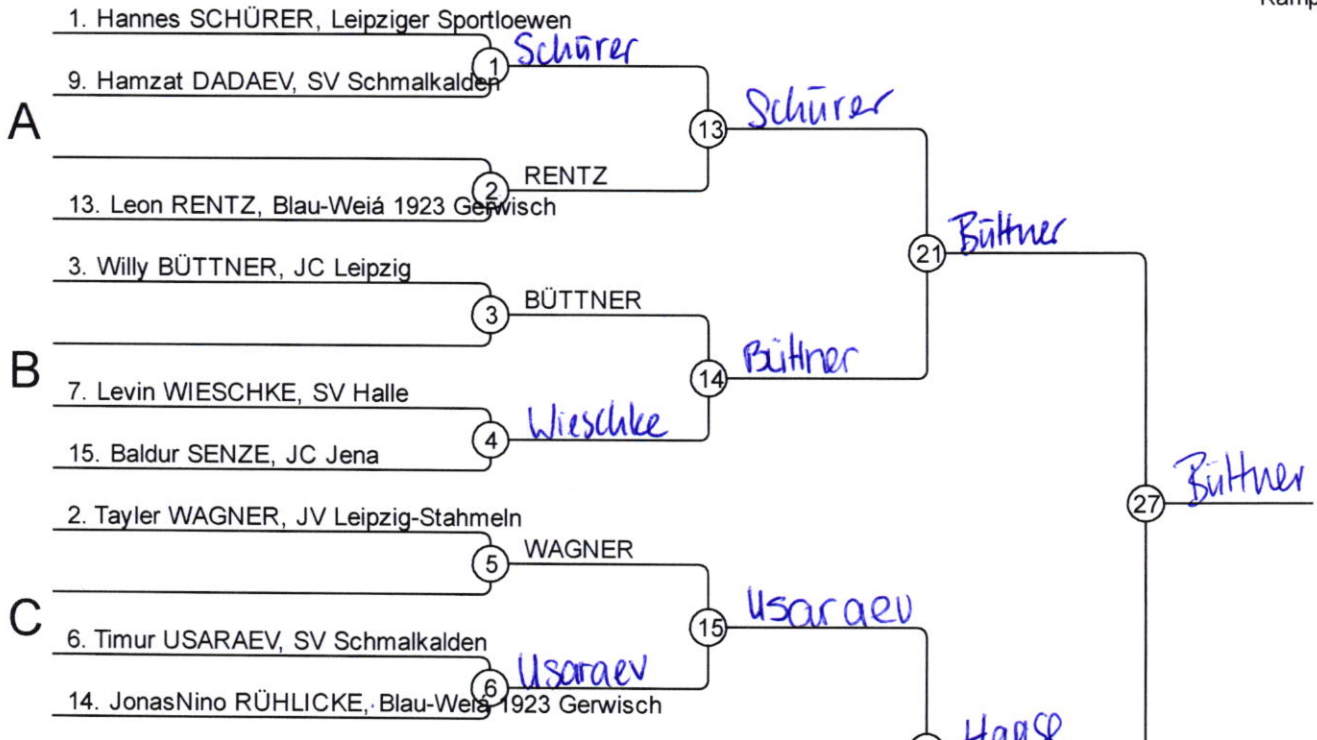 Kamp
1. Hannes SCHÜRER, Leipziger Sportloewen
1 Schürer
9. Hamzat DADAEV, SV Schmalkalden
A
13 Schürer
2 RENTZ
13. Leon RENTZ, Blau-Weiá 1923 Gerwisch
21 Büttner
3. Willy BÜTTNER, JC Leipzig
3 BÜTTNER
B
14 Büttner
7. Levin WIESCHKE, SV Halle
4 Wieschke
15. Baldur SENZE, JC Jena
27 Büttner
2. Tayler WAGNER, JV Leipzig-Stahmeln
5 WAGNER
C
15 Usaraev
6. Timur USARAEV, SV Schmalkalden
6 Usaraev
14. JonasNino RÜHLICKE, Blau-Weiá 1923 Gerwisch
Haase